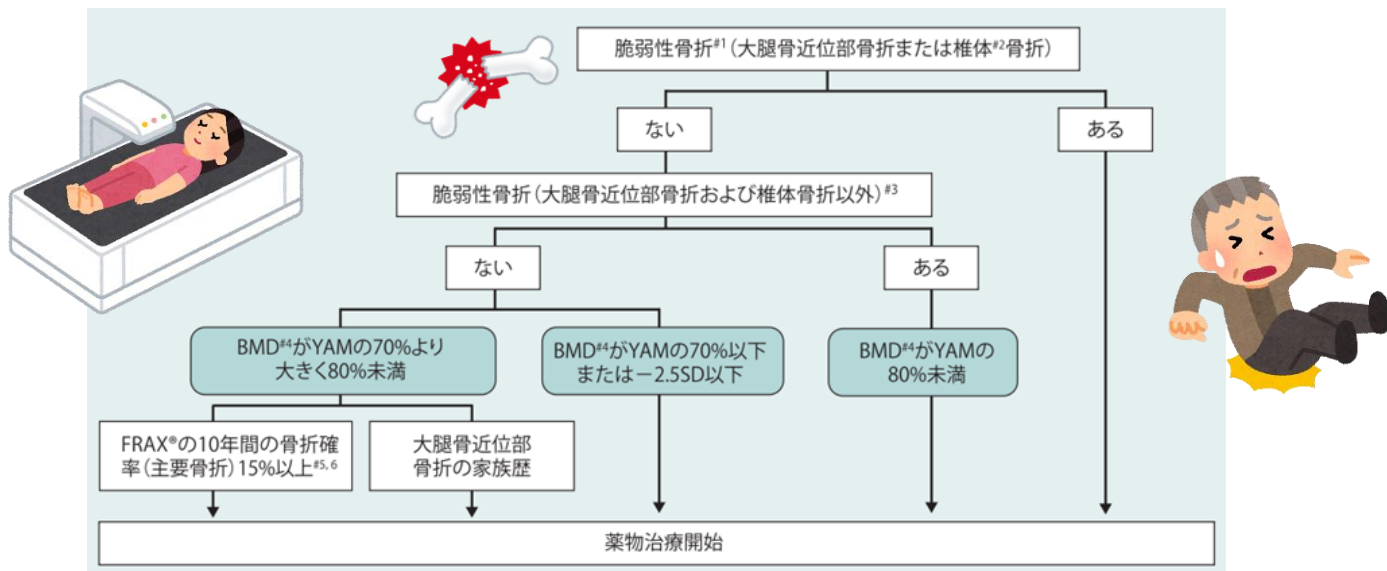 脆弱性骨折#1(大腿骨近位部骨折または椎体#2骨折)
ない
ある
脆弱性骨折(大腿骨近位部骨折および椎体骨折以外)#3
ない
ある
BMD#4がYAMの70%より
大きく80%未満
BMD#4がYAMの70%以下
または−2.5SD以下
BMD#4がYAMの
80%未満
FRAX®の10年間の骨折確
率(主要骨折)15%以上#5, 6
大腿骨近位部
骨折の家族歴
薬物治療開始